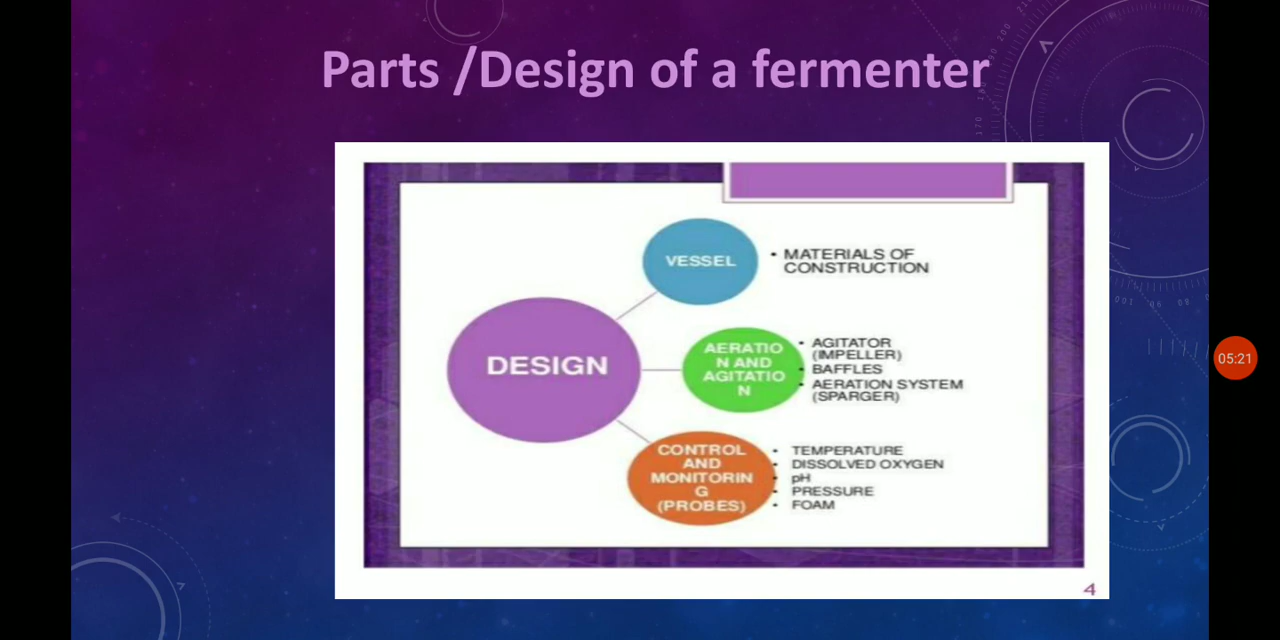 Parts /Design of a fermenter
VESSEL
• MATERIALS OF
CONSTRUCTION
DESIGN
AERATIO
N AND
AGITATIO
N
• AGITATOR
(IMPELLER)
• BAFFLES
• AERATION SYSTEM
(SPARGER)
CONTROL
AND
MONITORIN
G
(PROBES)
• TEMPERATURE
• DISSOLVED OXYGEN
• pH
• PRESSURE
• FOAM
4
05:21